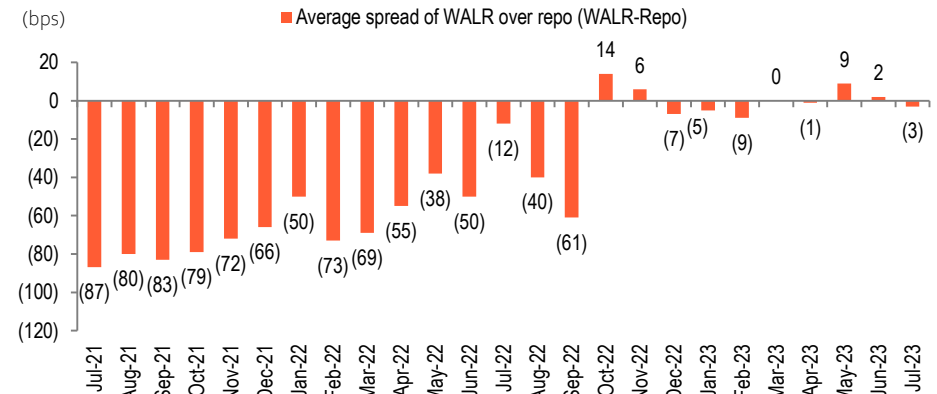 (bps)
Average spread of WALR over repo (WALR-Repo)
20
0
(20)
(40)
(60)
(80)
(100)
(120)
(87)
(80)
(83)
(79)
(72)
(66)
(50)
(73)
(69)
(55)
(38)
(50)
(12)
(40)
(61)
14
6
(7)
(5)
(9)
0
(1)
9
2
(3)
Jul-21
Aug-21
Sep-21
Oct-21
Nov-21
Dec-21
Jan-22
Feb-22
Mar-22
Apr-22
May-22
Jun-22
Jul-22
Aug-22
Sep-22
Oct-22
Nov-22
Dec-22
Jan-23
Feb-23
Mar-23
Apr-23
May-23
Jun-23
Jul-23